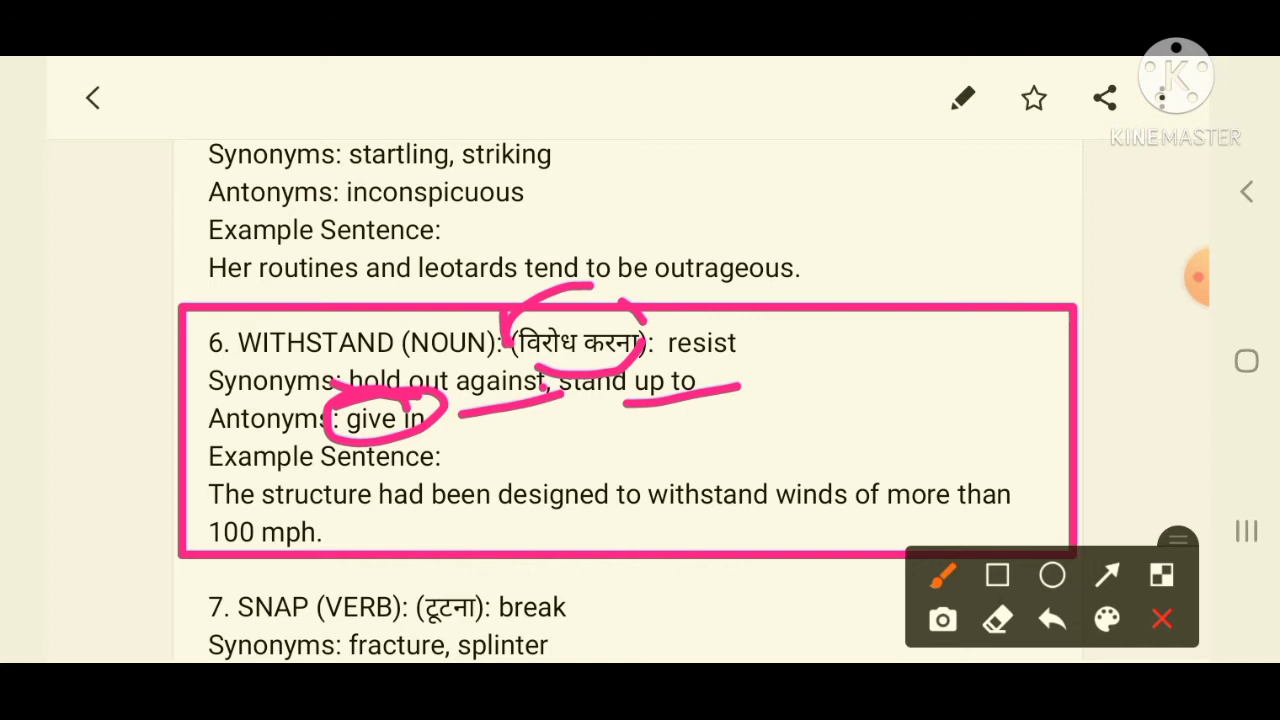 KINEMASTER
Synonyms: startling, striking
Antonyms: inconspicuous
Example Sentence:
Her routines and leotards tend to be outrageous.
6. WITHSTAND (NOUN): (विरोध करना): resist
Synonyms: hold out against, stand up to
Antonyms: give in
Example Sentence:
The structure had been designed to withstand winds of more than
100 mph.
7. SNAP (VERB): (टूटना): break
Synonyms: fracture, splinter